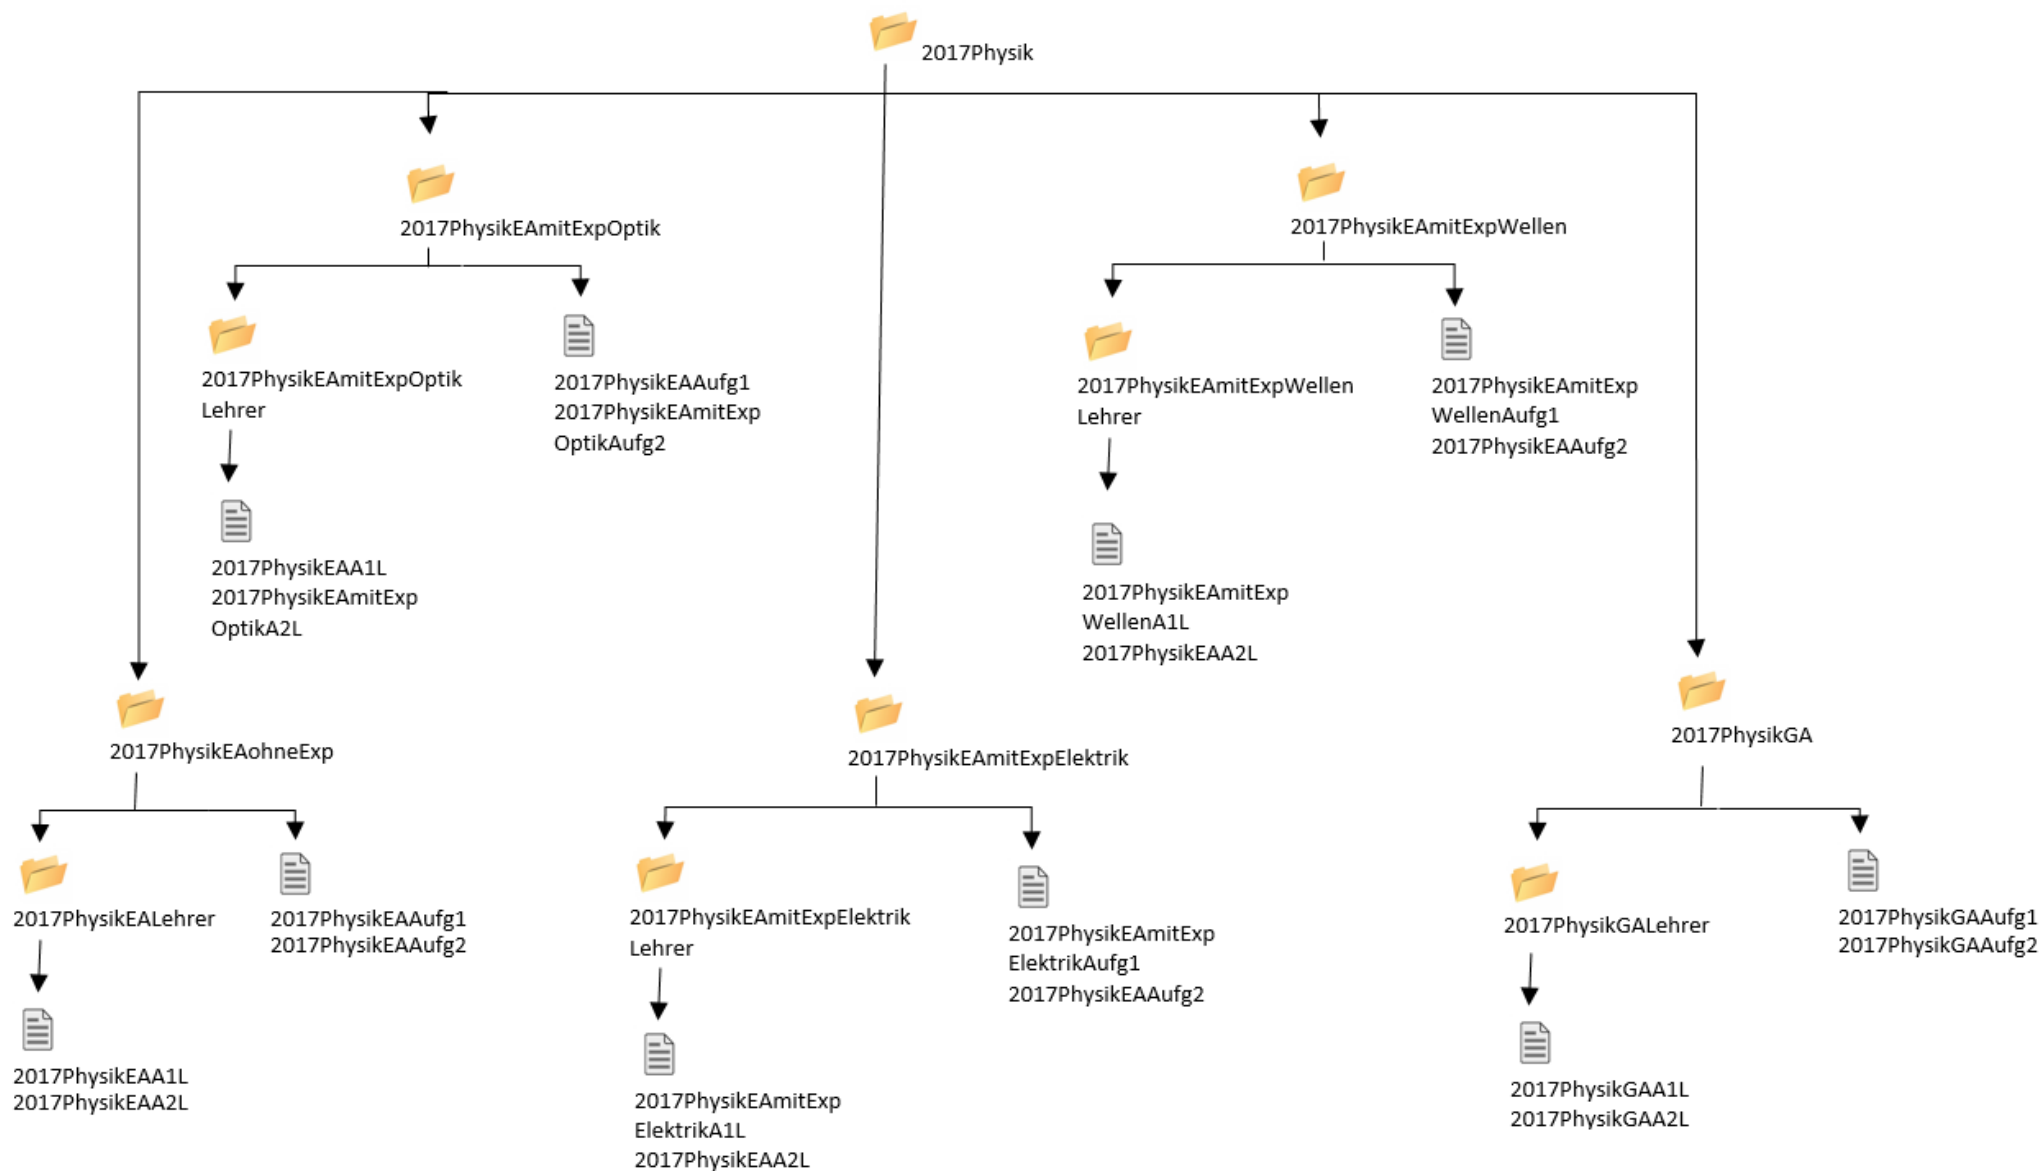 2017Physik
2017PhysikEAmitExpOptik
2017PhysikEAmitExpWellen
2017PhysikEAmitExpOptik
Lehrer
2017PhysikEAAufg1
2017PhysikEAmitExp
OptikAufg2
2017PhysikEAmitExpWellen
Lehrer
2017PhysikEAmitExp
WellenAufg1
2017PhysikEAAufg2
2017PhysikEAA1L
2017PhysikEAmitExp
OptikA2L
2017PhysikEAmitExp
WellenA1L
2017PhysikEAA2L
2017PhysikEAohneExp
2017PhysikEAmitExpElektrik
2017PhysikGA
2017PhysikEALehrer
2017PhysikEAAufg1
2017PhysikEAAufg2
2017PhysikEAmitExpElektrik
Lehrer
2017PhysikEAmitExp
ElektrikAufg1
2017PhysikEAAufg2
2017PhysikGALehrer
2017PhysikGAAufg1
2017PhysikGAAufg2
2017PhysikEAA1L
2017PhysikEAA2L
2017PhysikEAmitExp
ElektrikA1L
2017PhysikEAA2L
2017PhysikGAA1L
2017PhysikGAA2L